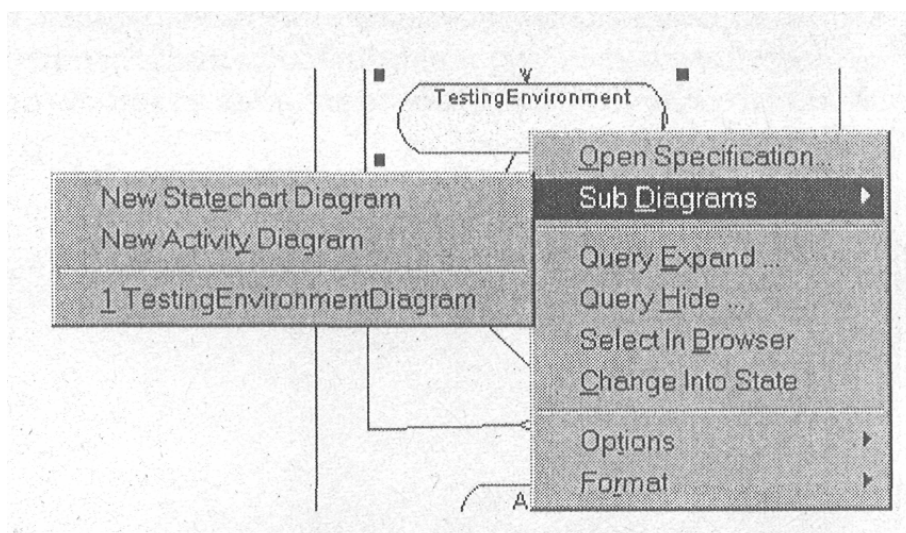 TestingEnvironment
Open Specification...
Sub Diagrams
Query Expand ...
Query Hide ...
Select In Browser
Change Into State
Options
Format
New Statechart Diagram
New Activity Diagram
1 TestingEnvironmentDiagram
A